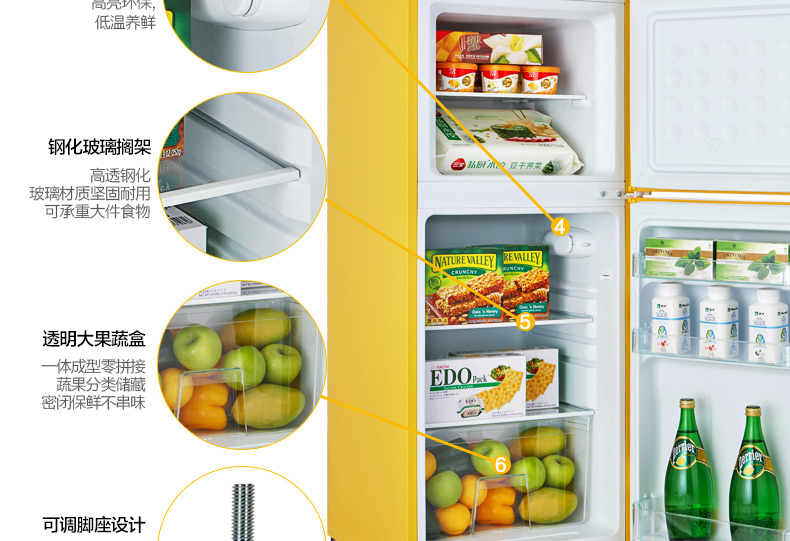 高亮环保,
低温养鲜
钢化玻璃搁架
高透钢化
玻璃材质坚固耐用
可承重大件食物
透明大果蔬盒
一体成型零拼接
蔬果分类储藏
密闭保鲜不串味
可调脚座设计
4
5
6
私厨水饺 豆干荠菜
NATURE VALLEY
CRUNCHY
Oats 'n Honey
RE VALLEY
CRUNCHY
Oats 'n Honey
EDO Pack
TWININGS
Perrier
Perrier